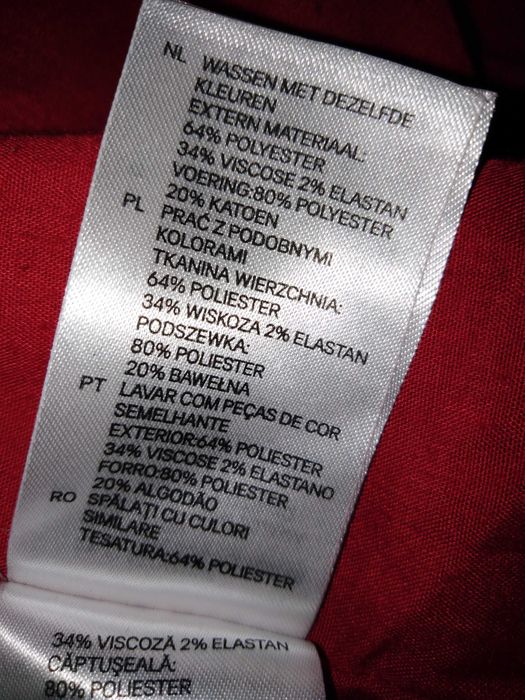 NL WASSEN MET DEZELFDE
KLEUREN
EXTERN MATERIAAL:
64% POLYESTER
34% VISCOSE 2% ELASTAN
VOERING:80% POLYESTER
20% KATOEN
PL PRAĆ Z PODOBNYMI
KOLORAMI
TKANINA WIERZCHNIA:
64% POLIESTER
34% WISKOZA 2% ELASTAN
PODSZEWKA:
80% POLIESTER
20% BAWEŁNA
PT LAVAR COM PEÇAS DE COR
SEMELHANTE
EXTERIOR:64% POLIESTER
34% VISCOSE 2% ELASTANO
FORRO:80% POLIESTER
20% ALGODÃO
RO SPĂLAȚI CU CULORI
SIMILARE
TESATURA:64% POLIESTER
34% VISCOZĂ 2% ELASTAN
CĂPTUȘEALĂ:
80% POLIESTER